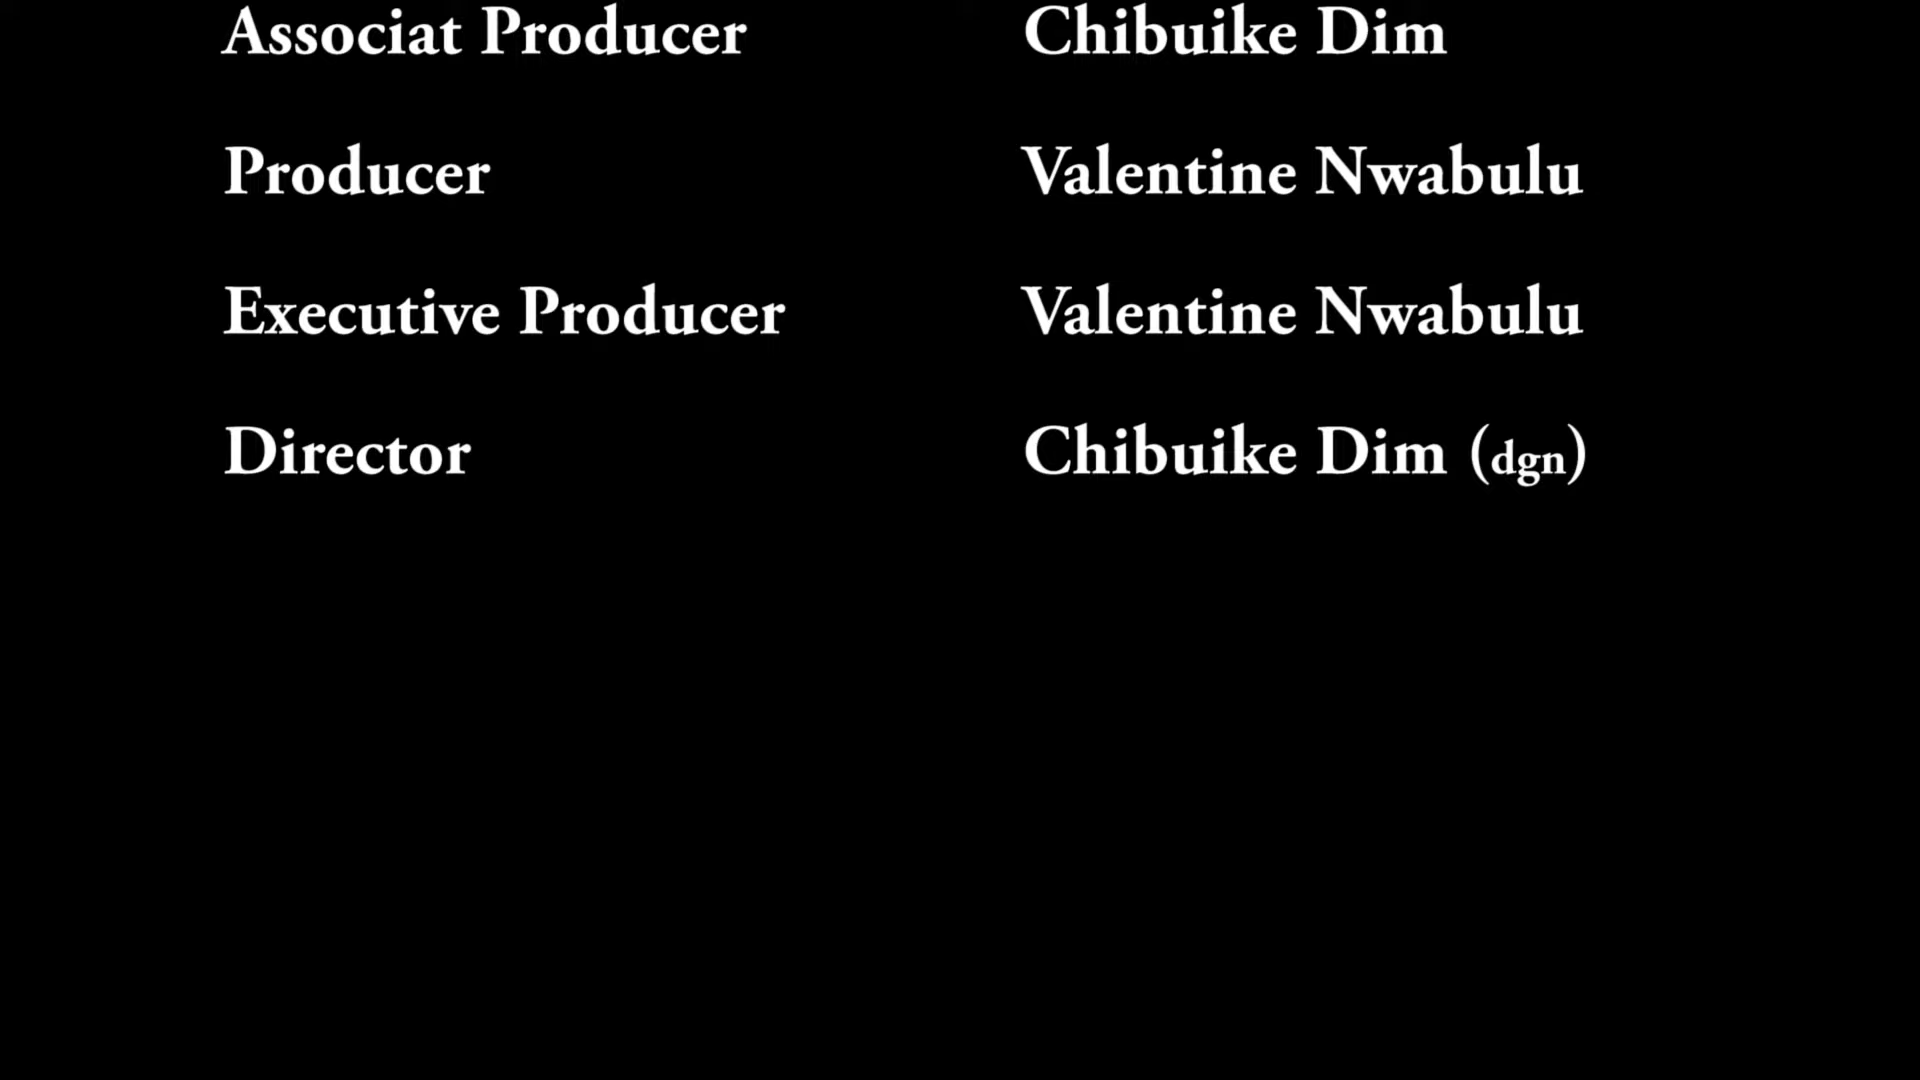 Associat Producer Chibuike Dim
Producer Valentine Nwabulu
Executive Producer Valentine Nwabulu
Director Chibuike Dim (dgn)